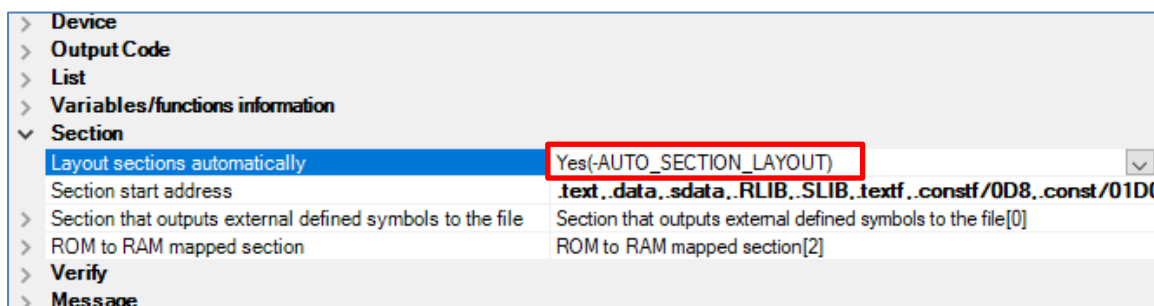 Device
Output Code
List
Variables/functions information
Section
Layout sections automatically Yes(-AUTO_SECTION_LAYOUT)
Section start address .text,.data,.sdata,.RLIB,.SLIB,.textf,.constf/0D8,.const/01D0
Section that outputs external defined symbols to the file Section that outputs external defined symbols to the file[0]
ROM to RAM mapped section ROM to RAM mapped section[2]
Verify
Message